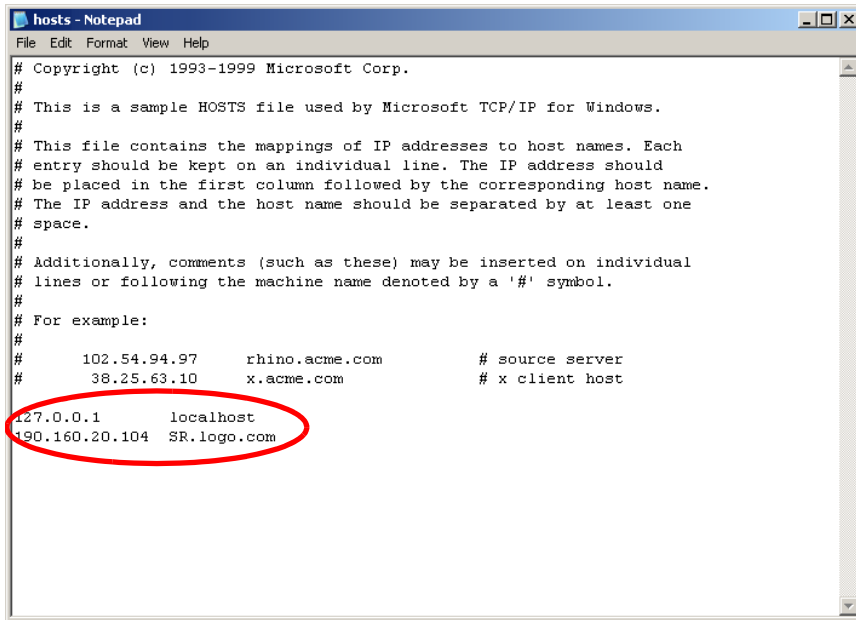 hosts - Notepad
File Edit Format View Help
# Copyright (c) 1993-1999 Microsoft Corp.
#
# This is a sample HOSTS file used by Microsoft TCP/IP for Windows.
#
# This file contains the mappings of IP addresses to host names. Each
# entry should be kept on an individual line. The IP address should
# be placed in the first column followed by the corresponding host name.
# The IP address and the host name should be separated by at least one
# space.
#
# Additionally, comments (such as these) may be inserted on individual
# lines or following the machine name denoted by a '#' symbol.
#
# For example:
#
#      102.54.94.97     rhino.acme.com          # source server
#       38.25.63.10     x.acme.com              # x client host
127.0.0.1       localhost
190.160.20.104  SR.logo.com